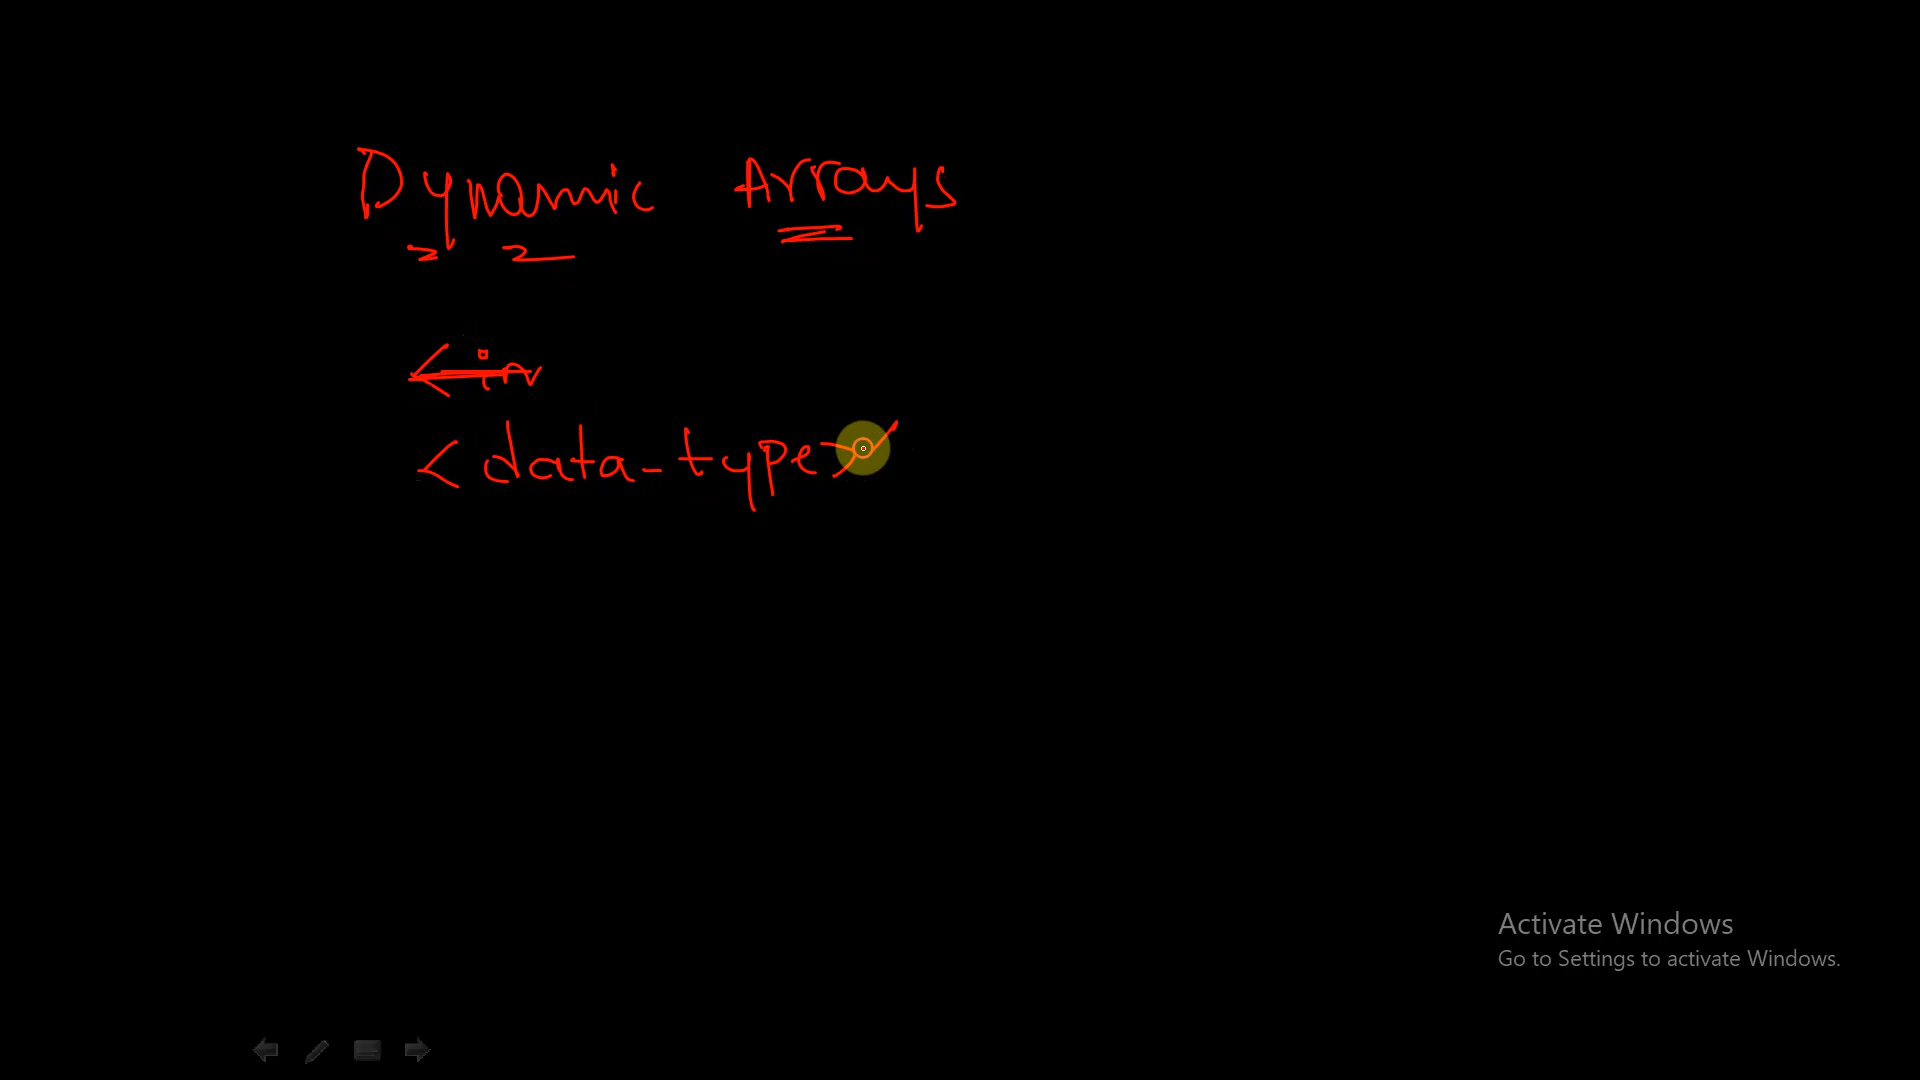 Dynamic Arrays
<data-type>
Activate Windows
Go to Settings to activate Windows.